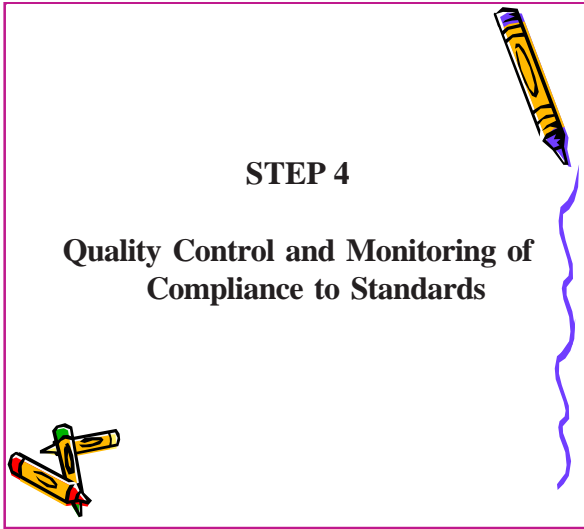 STEP 4
Quality Control and Monitoring of
Compliance to Standards